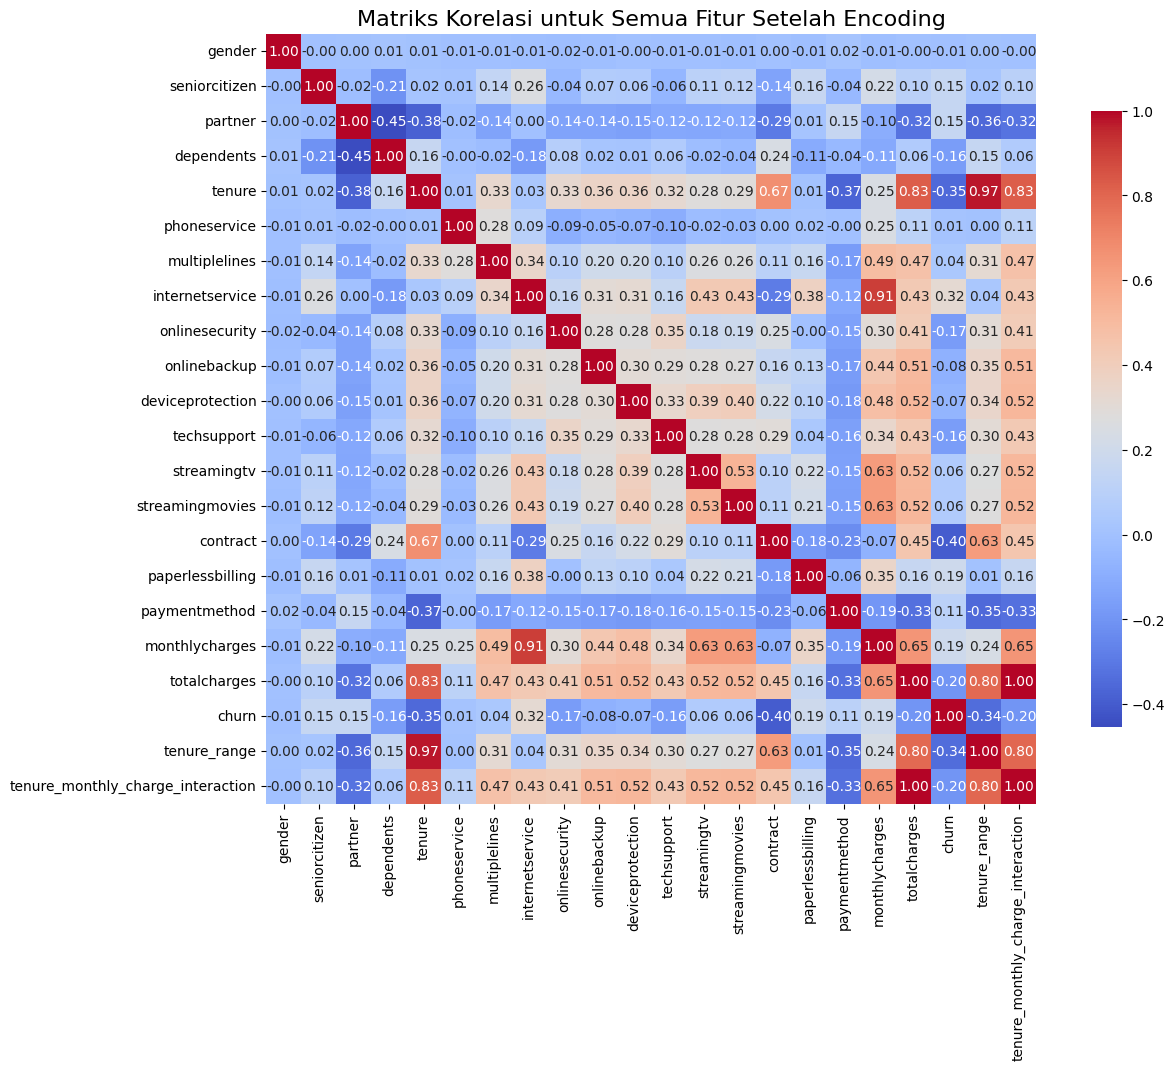 Matriks Korelasi untuk Semua Fitur Setelah Encoding
gender 1.00 -0.00 0.00 0.01 0.01 -0.01 -0.01 -0.01 -0.02 -0.01 -0.00 -0.01 -0.01 -0.01 0.00 -0.01 0.02 -0.01 -0.00 -0.01 0.00 -0.00
seniorcitizen -0.00 1.00 -0.02 -0.21 0.02 0.01 0.14 0.26 -0.04 0.07 0.06 -0.06 0.11 0.12 -0.14 0.16 -0.04 0.22 0.10 0.15 0.02 0.10
partner 0.00 -0.02 1.00 -0.45 -0.38 -0.02 -0.14 0.00 -0.14 -0.14 -0.15 -0.12 -0.12 -0.12 -0.29 0.01 0.15 -0.10 -0.32 0.15 -0.36 -0.32
dependents 0.01 -0.21 -0.45 1.00 0.16 -0.00 -0.02 -0.18 0.08 0.02 0.01 0.06 -0.02 -0.04 0.24 -0.11 -0.04 -0.11 0.06 -0.16 0.15 0.06
tenure 0.01 0.02 -0.38 0.16 1.00 0.01 0.33 0.03 0.33 0.36 0.36 0.32 0.28 0.29 0.67 0.01 -0.37 0.25 0.83 -0.35 0.97 0.83
phoneservice -0.01 0.01 -0.02 -0.00 0.01 1.00 0.28 0.09 -0.09 -0.05 -0.07 -0.10 -0.02 -0.03 0.00 0.02 -0.00 0.25 0.11 0.01 0.00 0.11
multiplelines -0.01 0.14 -0.14 -0.02 0.33 0.28 1.00 0.34 0.10 0.20 0.20 0.10 0.26 0.26 0.11 0.16 -0.17 0.49 0.47 0.04 0.31 0.47
internetservice -0.01 0.26 0.00 -0.18 0.03 0.09 0.34 1.00 0.16 0.31 0.31 0.16 0.43 0.43 -0.29 0.38 -0.12 0.91 0.43 0.32 0.04 0.43
onlinesecurity -0.02 -0.04 -0.14 0.08 0.33 -0.09 0.10 0.16 1.00 0.28 0.28 0.35 0.18 0.19 0.25 -0.00 -0.15 0.30 0.41 -0.17 0.31 0.41
onlinebackup -0.01 0.07 -0.14 0.02 0.36 -0.05 0.20 0.31 0.28 1.00 0.30 0.29 0.28 0.27 0.16 0.13 -0.17 0.44 0.51 -0.08 0.35 0.51
deviceprotection -0.00 0.06 -0.15 0.01 0.36 -0.07 0.20 0.31 0.28 0.30 1.00 0.33 0.39 0.40 0.22 0.10 -0.18 0.48 0.52 -0.07 0.34 0.52
techsupport -0.01 -0.06 -0.12 0.06 0.32 -0.10 0.10 0.16 0.35 0.29 0.33 1.00 0.28 0.28 0.29 0.04 -0.16 0.34 0.43 -0.16 0.30 0.43
streamingtv -0.01 0.11 -0.12 -0.02 0.28 -0.02 0.26 0.43 0.18 0.28 0.39 0.28 1.00 0.53 0.10 0.22 -0.15 0.63 0.52 0.06 0.27 0.52
streamingmovies -0.01 0.12 -0.12 -0.04 0.29 -0.03 0.26 0.43 0.19 0.27 0.40 0.28 0.53 1.00 0.11 0.21 -0.15 0.63 0.52 0.06 0.27 0.52
contract 0.00 -0.14 -0.29 0.24 0.67 0.00 0.11 -0.29 0.25 0.16 0.22 0.29 0.10 0.11 1.00 -0.18 -0.23 -0.07 0.45 -0.40 0.63 0.45
paperlessbilling -0.01 0.16 0.01 -0.11 0.01 0.02 0.16 0.38 -0.00 0.13 0.10 0.04 0.22 0.21 -0.18 1.00 -0.06 0.35 0.16 0.19 0.01 0.16
paymentmethod 0.02 -0.04 0.15 -0.04 -0.37 -0.00 -0.17 -0.12 -0.15 -0.17 -0.18 -0.16 -0.15 -0.15 -0.23 -0.06 1.00 -0.19 -0.33 0.11 -0.35 -0.33
monthlycharges -0.01 0.22 -0.10 -0.11 0.25 0.25 0.49 0.91 0.30 0.44 0.48 0.34 0.63 0.63 -0.07 0.35 -0.19 1.00 0.65 0.19 0.24 0.65
totalcharges -0.00 0.10 -0.32 0.06 0.83 0.11 0.47 0.43 0.41 0.51 0.52 0.43 0.52 0.52 0.45 0.16 -0.33 0.65 1.00 -0.20 0.80 1.00
churn -0.01 0.15 0.15 -0.16 -0.35 0.01 0.04 0.32 -0.17 -0.08 -0.07 -0.16 0.06 0.06 -0.40 0.19 0.11 0.19 -0.20 1.00 -0.34 -0.20
tenure_range 0.00 0.02 -0.36 0.15 0.97 0.00 0.31 0.04 0.31 0.35 0.34 0.30 0.27 0.27 0.63 0.01 -0.35 0.24 0.80 -0.34 1.00 0.80
tenure_monthly_charge_interaction -0.00 0.10 -0.32 0.06 0.83 0.11 0.47 0.43 0.41 0.51 0.52 0.43 0.52 0.52 0.45 0.16 -0.33 0.65 1.00 -0.20 0.80 1.00
gender
seniorcitizen
partner
dependents
tenure
phoneservice
multiplelines
internetservice
onlinesecurity
onlinebackup
deviceprotection
techsupport
streamingtv
streamingmovies
contract
paperlessbilling
paymentmethod
monthlycharges
totalcharges
churn
tenure_range
tenure_monthly_charge_interaction
1.0
0.8
0.6
0.4
0.2
0.0
−0.2
−0.4